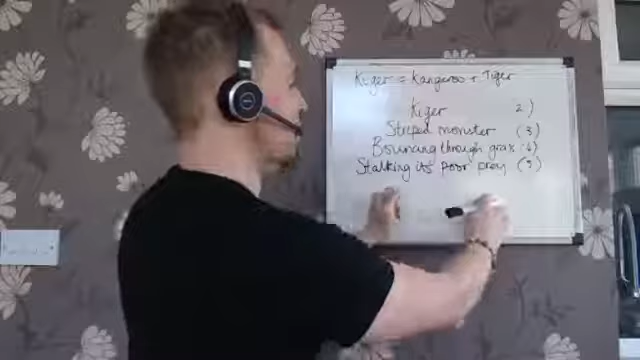 Kiger = Kangaroo + Tiger
Kiger 2)
Striped monster (3)
Bouncing through grass (4)
Stalking its poor prey (5)